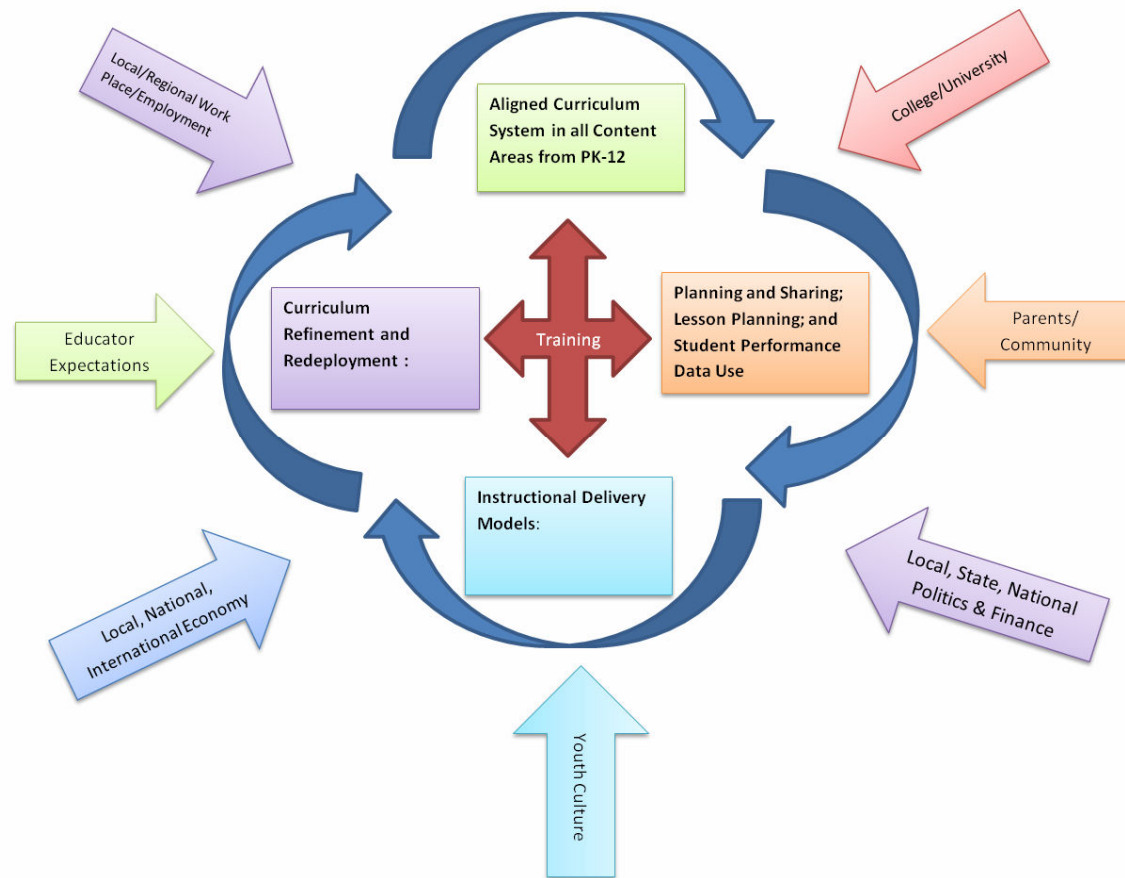 Local/Regional Work
Place/Employment
College/University
Aligned Curriculum
System in all Content
Areas from PK-12
Educator
Expectations
Curriculum
Refinement and
Redeployment :
Training
Planning and Sharing;
Lesson Planning; and
Student Performance
Data Use
Parents/
Community
Instructional Delivery
Models:
Local, National,
International Economy
Local, State, National
Politics & Finance
Youth Culture